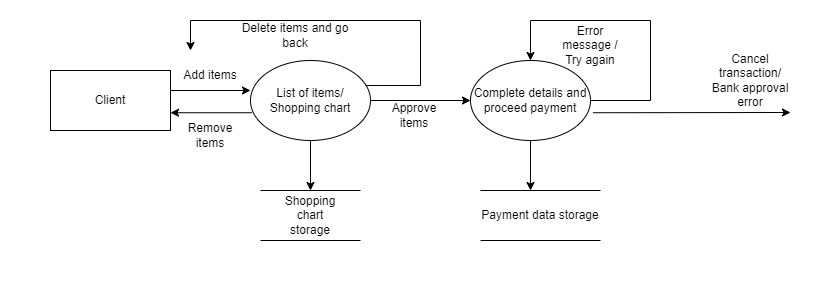 Delete items and go
back
Error
message /
Try again
Cancel
transaction/
Bank approval
error
Add items
Client
List of items/
Shopping chart
Complete details and
proceed payment
Approve
items
Remove
items
Shopping
chart
storage
Payment data storage